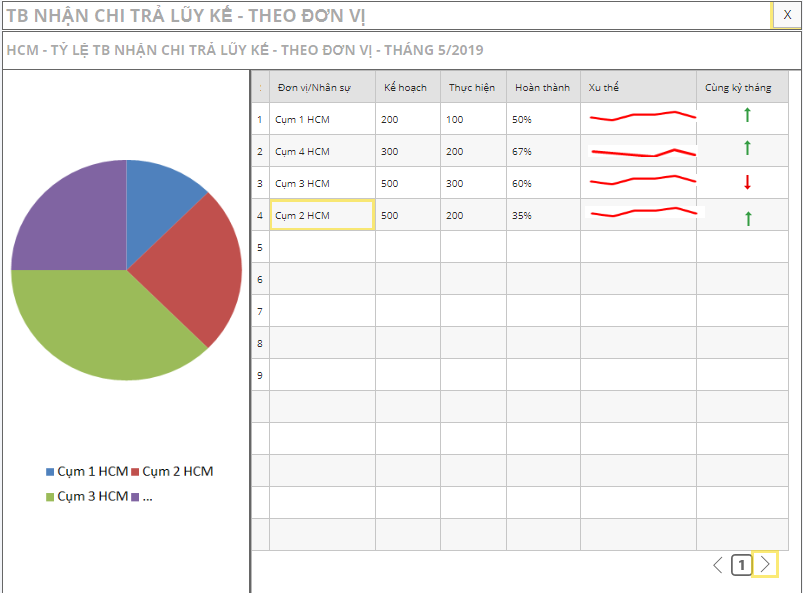 TB NHẬN CHI TRẢ LŨY KẾ - THEO ĐƠN VỊ X
HCM - TỶ LỆ TB NHẬN CHI TRẢ LŨY KẾ - THEO ĐƠN VỊ - THÁNG 5/2019
: Đơn vị/Nhân sự Kế hoạch Thực hiện Hoàn thành Xu thế Cùng kỳ tháng
1 Cụm 1 HCM 200 100 50%
2 Cụm 4 HCM 300 200 67%
3 Cụm 3 HCM 500 300 60%
4 Cụm 2 HCM 500 200 35%
5
6
7
8
9
Cụm 1 HCM Cụm 2 HCM
Cụm 3 HCM ...
1